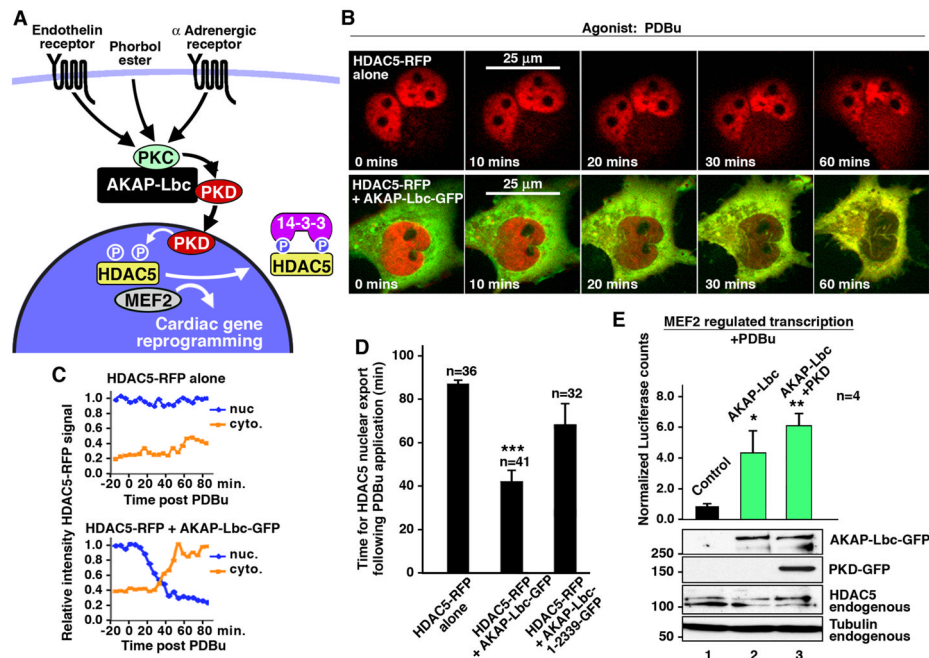 A
Endothelin
receptor
Phorbol
ester
α Adrenergic
receptor
PKC
AKAP-Lbc
PKD
PKD
P P
HDAC5
MEF2
Cardiac gene
reprogramming
14-3-3
P P
HDAC5
B
Agonist: PDBu
HDAC5-RFP
alone
25 µm
0 mins
10 mins
20 mins
30 mins
60 mins
HDAC5-RFP
+ AKAP-Lbc-GFP
25 µm
0 mins
10 mins
20 mins
30 mins
60 mins
C
Relative intensity HDAC5-RFP signal
HDAC5-RFP alone
1.0
0.8
0.6
0.4
0.2
0.0
nuc
cyto.
0 20 40 60 80 min.
Time post PDBu
HDAC5-RFP + AKAP-Lbc-GFP
1.0
0.8
0.6
0.4
0.2
0.0
nuc.
cyto.
0 20 40 60 80 min.
Time post PDBu
D
Time for HDAC5 nuclear export
following PDBu application (min)
100
80
60
40
20
0
n=36
***
n=41
n=32
HDAC5-RFP
alone
HDAC5-RFP
+ AKAP-Lbc-GFP
HDAC5-RFP
+ AKAP-Lbc-
1-2339-GFP
E
MEF2 regulated transcription
+PDBu
Normalized Luciferase counts
8.0
6.0
4.0
2.0
0
Control
AKAP-Lbc
*
AKAP-Lbc
+PKD
**
n=4
250
AKAP-Lbc-GFP
150
PKD-GFP
100
HDAC5
endogenous
50
Tubulin
endogenous
1 2 3